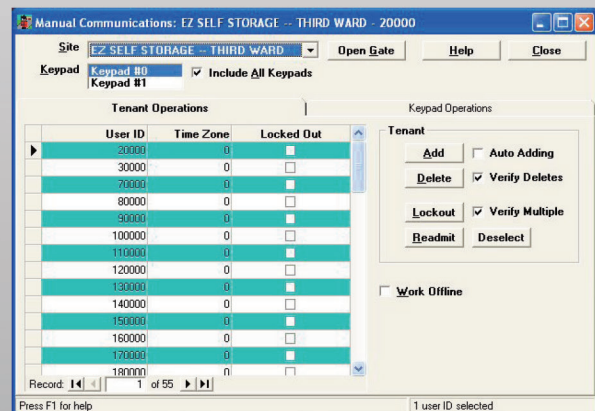 Manual Communications: EZ SELF STORAGE -- THIRD WARD - 20000
Site EZ SELF STORAGE -- THIRD WARD Open Gate Help Close
Keypad Keypad #0 Include All Keypads
Keypad #1
Tenant Operations Keypad Operations
User ID Time Zone Locked Out Tenant
20000 0 Add Auto Adding
30000 0
70000 0 Delete Verify Deletes
80000 0
90000 0 Lockout Verify Multiple
100000 0
110000 0 Readmit Deselect
120000 0
130000 0 Work Offline
140000 0
150000 0
160000 0
170000 0
180000 0
Record: 1 of 55
Press F1 for help 1 user ID selected